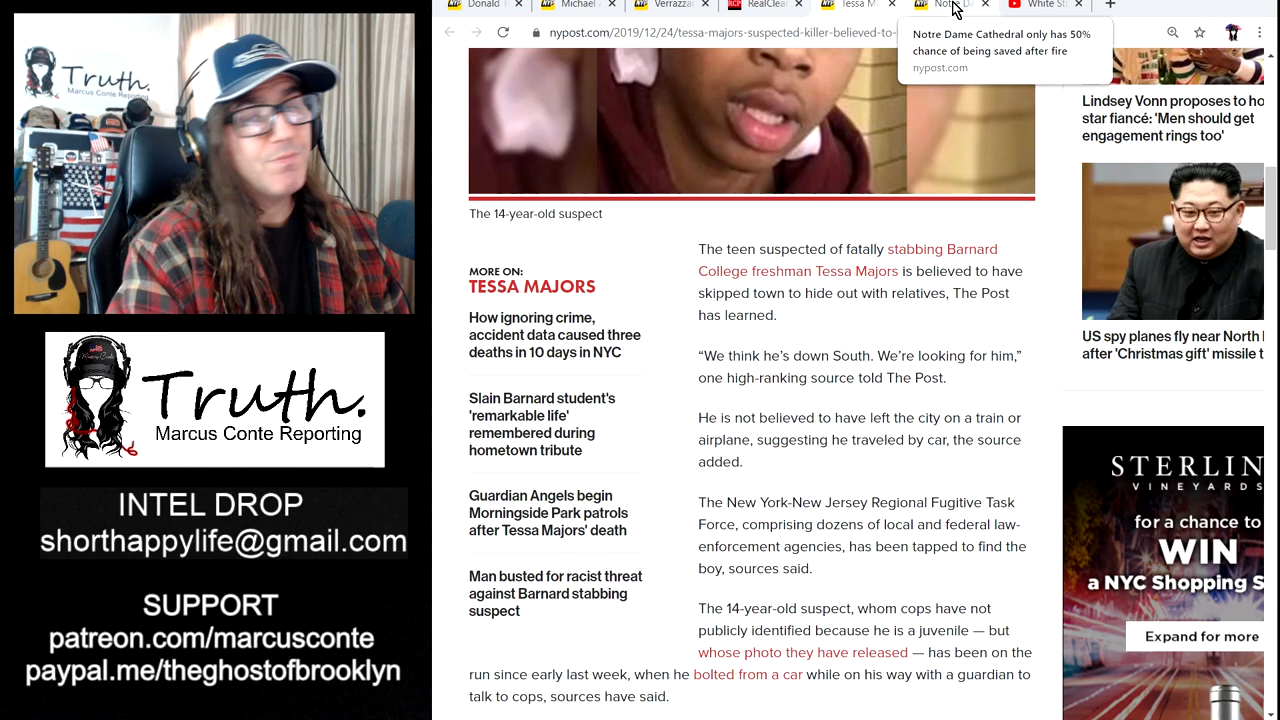 Donald T
Michael
Verrazza
RealClea
Tessa M
Notre Da
White St
nypost.com/2019/12/24/tessa-majors-suspected-killer-believed-to-
Notre Dame Cathedral only has 50%
chance of being saved after fire
nypost.com
Truth.
Marcus Conte Reporting
The 14-year-old suspect
MORE ON:
TESSA MAJORS
How ignoring crime,
accident data caused three
deaths in 10 days in NYC
Slain Barnard student's
'remarkable life'
remembered during
hometown tribute
Guardian Angels begin
Morningside Park patrols
after Tessa Majors' death
Man busted for racist threat
against Barnard stabbing
suspect
The teen suspected of fatally stabbing Barnard
College freshman Tessa Majors is believed to have
skipped town to hide out with relatives, The Post
has learned.
“We think he’s down South. We’re looking for him,”
one high-ranking source told The Post.
He is not believed to have left the city on a train or
airplane, suggesting he traveled by car, the source
added.
The New York-New Jersey Regional Fugitive Task
Force, comprising dozens of local and federal law-
enforcement agencies, has been tapped to find the
boy, sources said.
The 14-year-old suspect, whom cops have not
publicly identified because he is a juvenile — but
whose photo they have released — has been on the
run since early last week, when he bolted from a car while on his way with a guardian to
talk to cops, sources have said.
Lindsey Vonn proposes to ho
star fiancé: 'Men should get
engagement rings too'
US spy planes fly near North
after 'Christmas gift' missile t
STERLIN
VINEYARDS
for a chance to
WIN
a NYC Shopping S
Expand for more
Truth.
Marcus Conte Reporting
INTEL DROP
shorthappylife@gmail.com
SUPPORT
patreon.com/marcusconte
paypal.me/theghostofbrooklyn